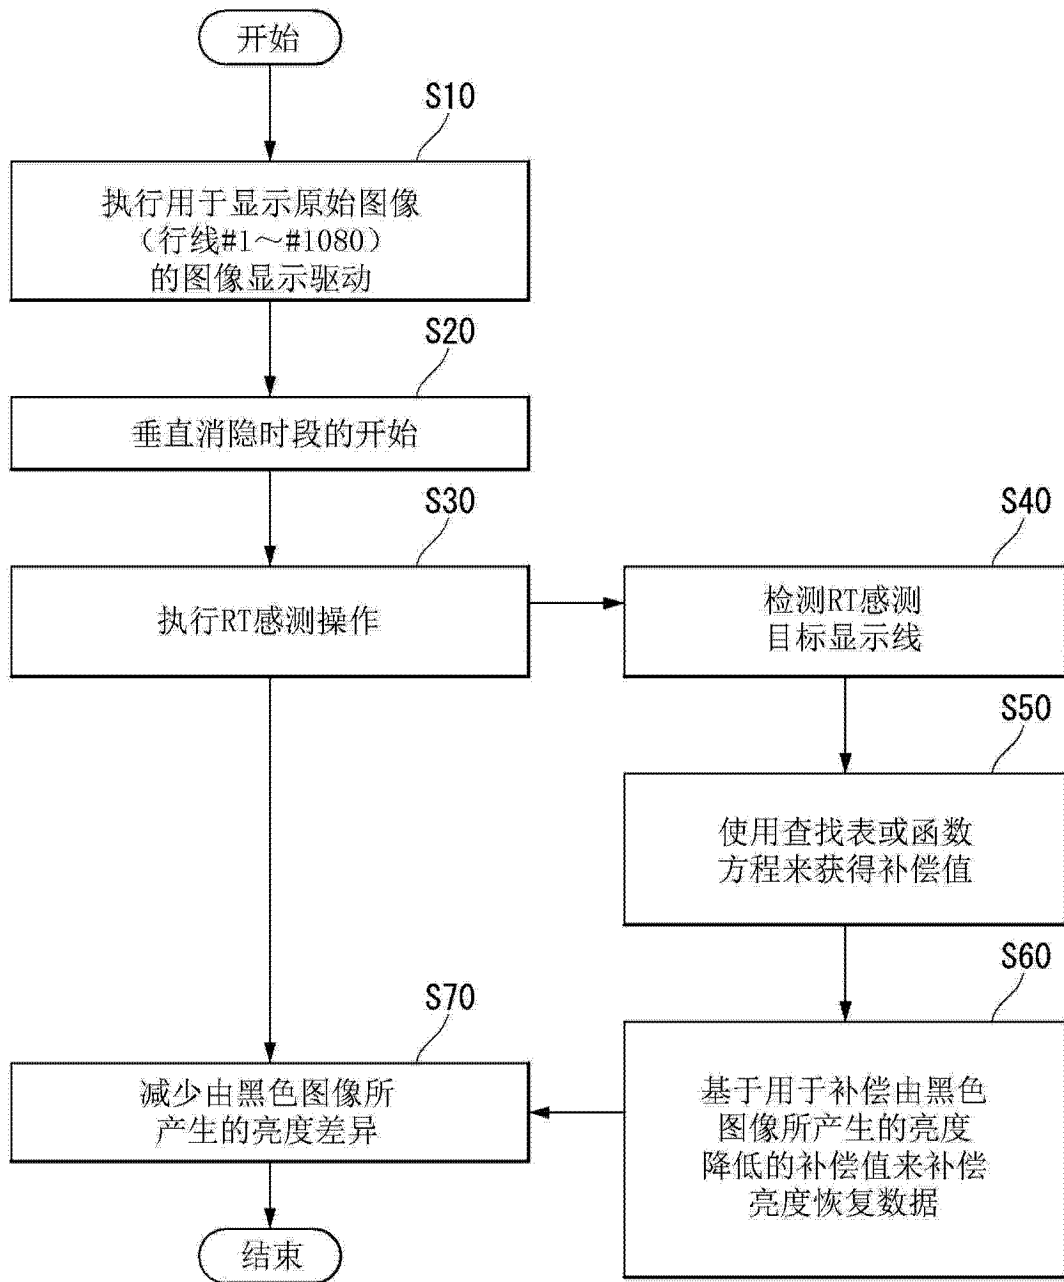 开始
S10
执行用于显示原始图像
(行线#1～#1080)
的图像显示驱动
S20
垂直消隐时段的开始
S30
执行RT感测操作
S40
检测RT感测
目标显示线
S50
使用查找表或函数
方程来获得补偿值
S60
基于用于补偿由黑色
图像所产生的亮度
降低的补偿值来补偿
亮度恢复数据
S70
减少由黑色图像所
产生的亮度差异
结束